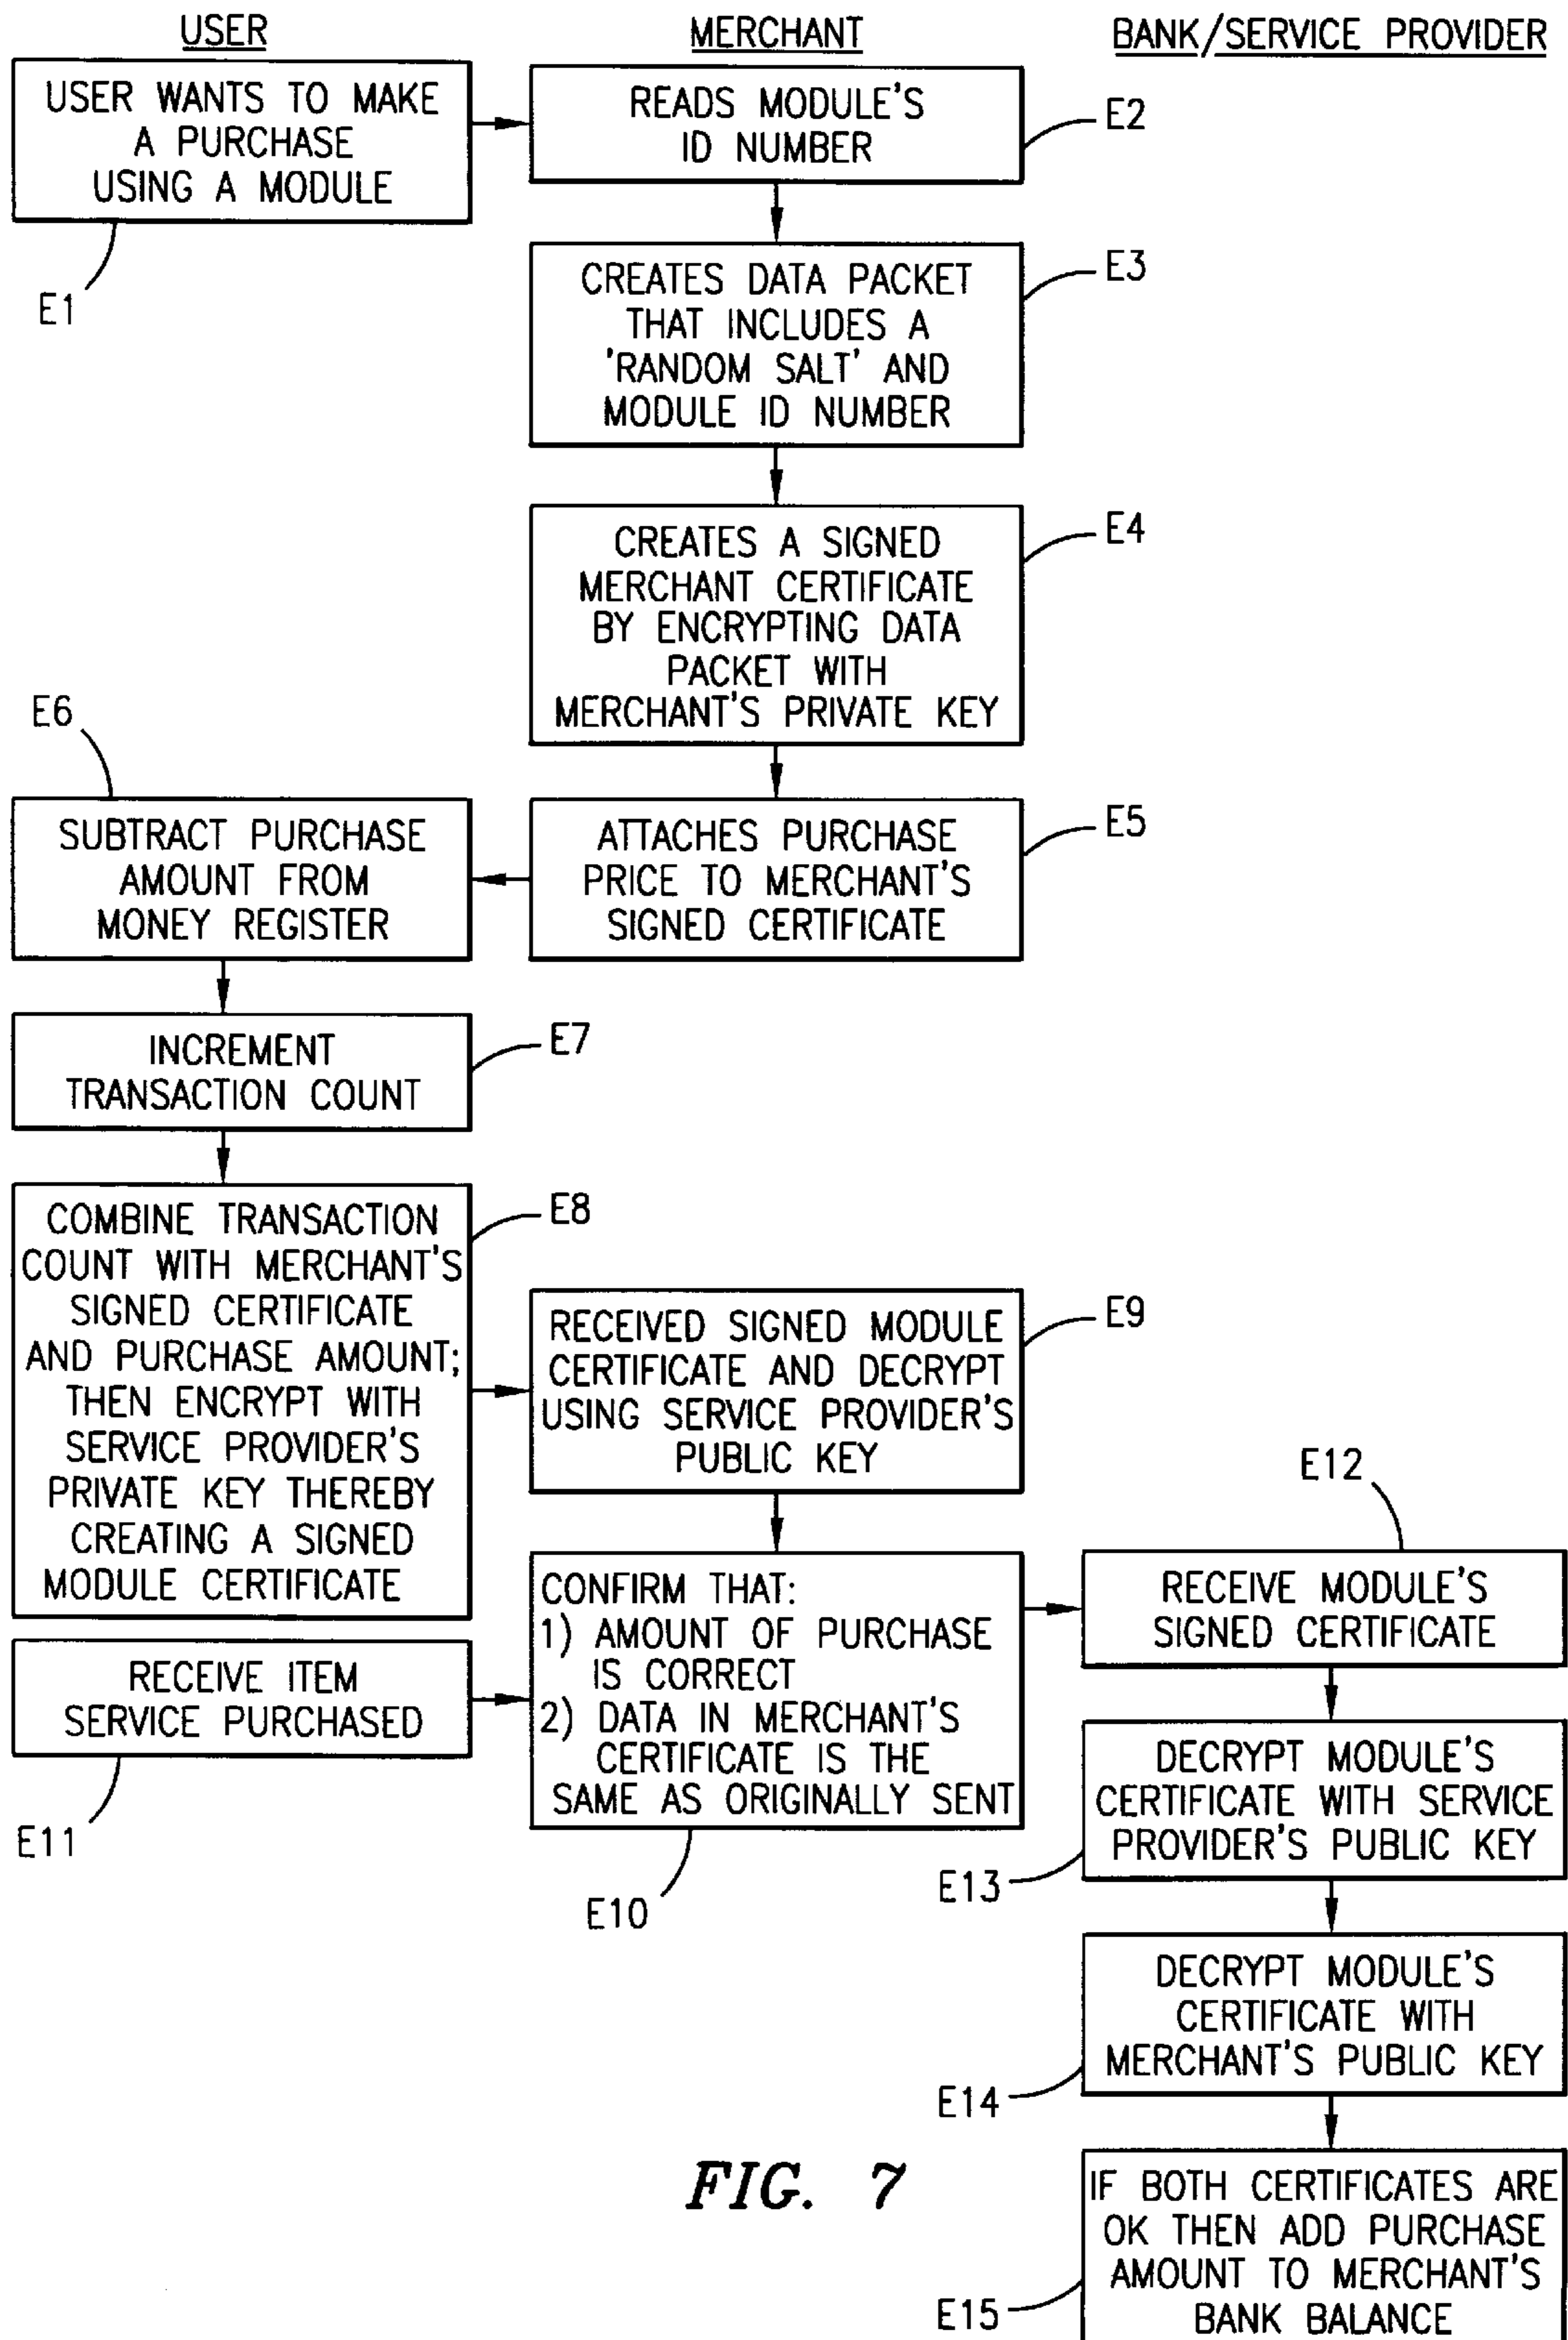 USER
MERCHANT
BANK/SERVICE PROVIDER
USER WANTS TO MAKE
A PURCHASE
USING A MODULE
E1
READS MODULE'S
ID NUMBER
E2
CREATES DATA PACKET
THAT INCLUDES A
'RANDOM SALT' AND
MODULE ID NUMBER
E3
CREATES A SIGNED
MERCHANT CERTIFICATE
BY ENCRYPTING DATA
PACKET WITH
MERCHANT'S PRIVATE KEY
E4
ATTACHES PURCHASE
PRICE TO MERCHANT'S
SIGNED CERTIFICATE
E5
E6
SUBTRACT PURCHASE
AMOUNT FROM
MONEY REGISTER
INCREMENT
TRANSACTION COUNT
E7
COMBINE TRANSACTION
COUNT WITH MERCHANT'S
SIGNED CERTIFICATE
AND PURCHASE AMOUNT;
THEN ENCRYPT WITH
SERVICE PROVIDER'S
PRIVATE KEY THEREBY
CREATING A SIGNED
MODULE CERTIFICATE
E8
RECEIVED SIGNED MODULE
CERTIFICATE AND DECRYPT
USING SERVICE PROVIDER'S
PUBLIC KEY
E9
CONFIRM THAT:
1) AMOUNT OF PURCHASE
IS CORRECT
2) DATA IN MERCHANT'S
CERTIFICATE IS THE
SAME AS ORIGINALLY SENT
E10
RECEIVE ITEM
SERVICE PURCHASED
E11
E12
RECEIVE MODULE'S
SIGNED CERTIFICATE
DECRYPT MODULE'S
CERTIFICATE WITH SERVICE
PROVIDER'S PUBLIC KEY
E13
DECRYPT MODULE'S
CERTIFICATE WITH
MERCHANT'S PUBLIC KEY
E14
IF BOTH CERTIFICATES ARE
OK THEN ADD PURCHASE
AMOUNT TO MERCHANT'S
BANK BALANCE
E15
FIG. 7